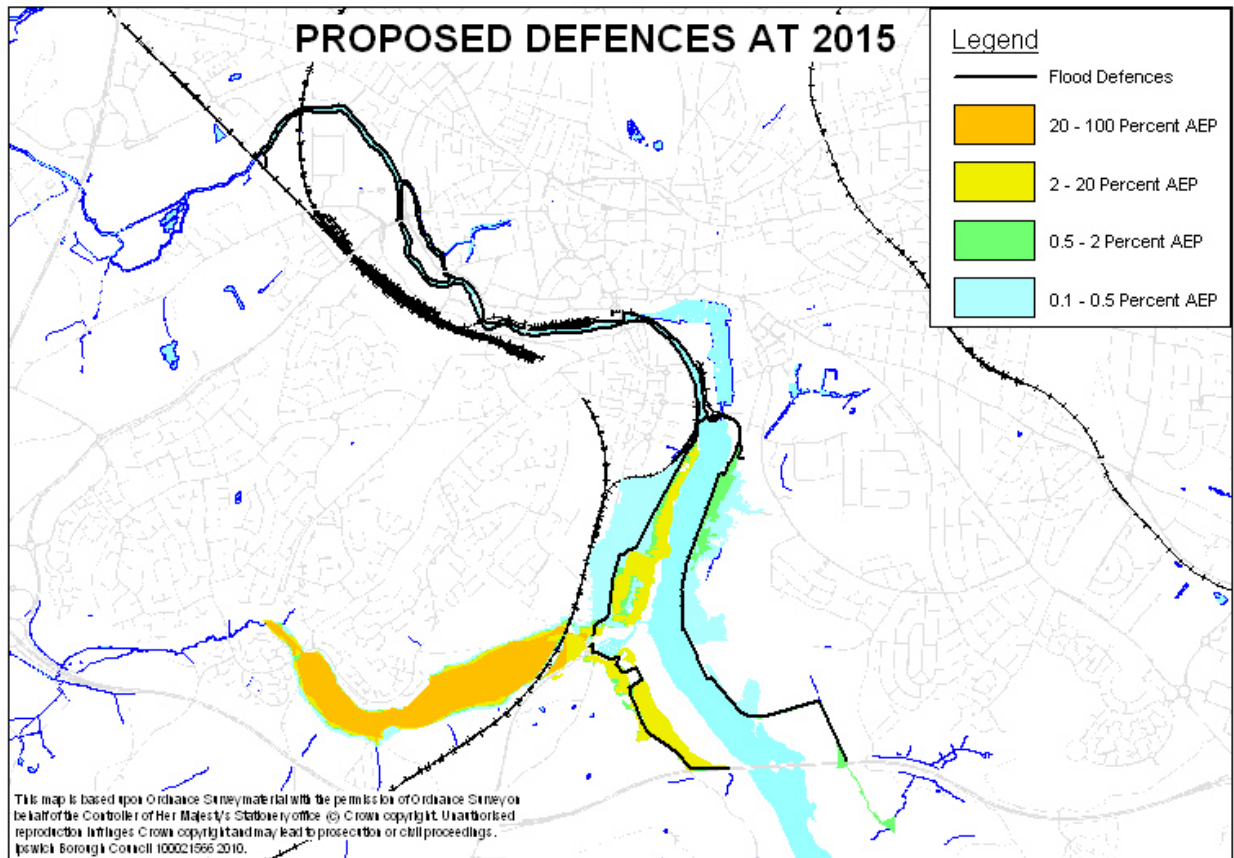 PROPOSED DEFENCES AT 2015
Legend
Flood Defences
20 - 100 Percent AEP
2 - 20 Percent AEP
0.5 - 2 Percent AEP
0.1 - 0.5 Percent AEP
This map is based upon Ordnance Survey material with the permission of Ordnance Survey on
behalf of the Controller of Her Majesty's Stationery office (c) Crown copyright. Unauthorised
reproduction infringes Crown copyright and may lead to prosecution or civil proceedings.
Ipswich Borough Council 100021566 2010.